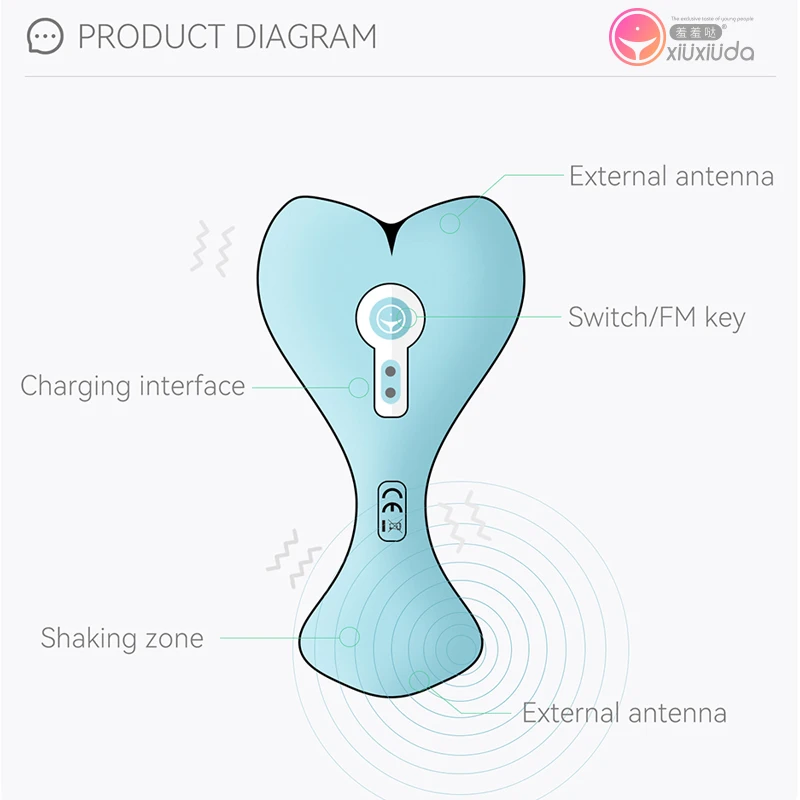 PRODUCT DIAGRAM
The exclusive taste of young people
羞羞哒®
xiuxiuda
External antenna
Switch/FM key
Charging interface
CE
Shaking zone
External antenna